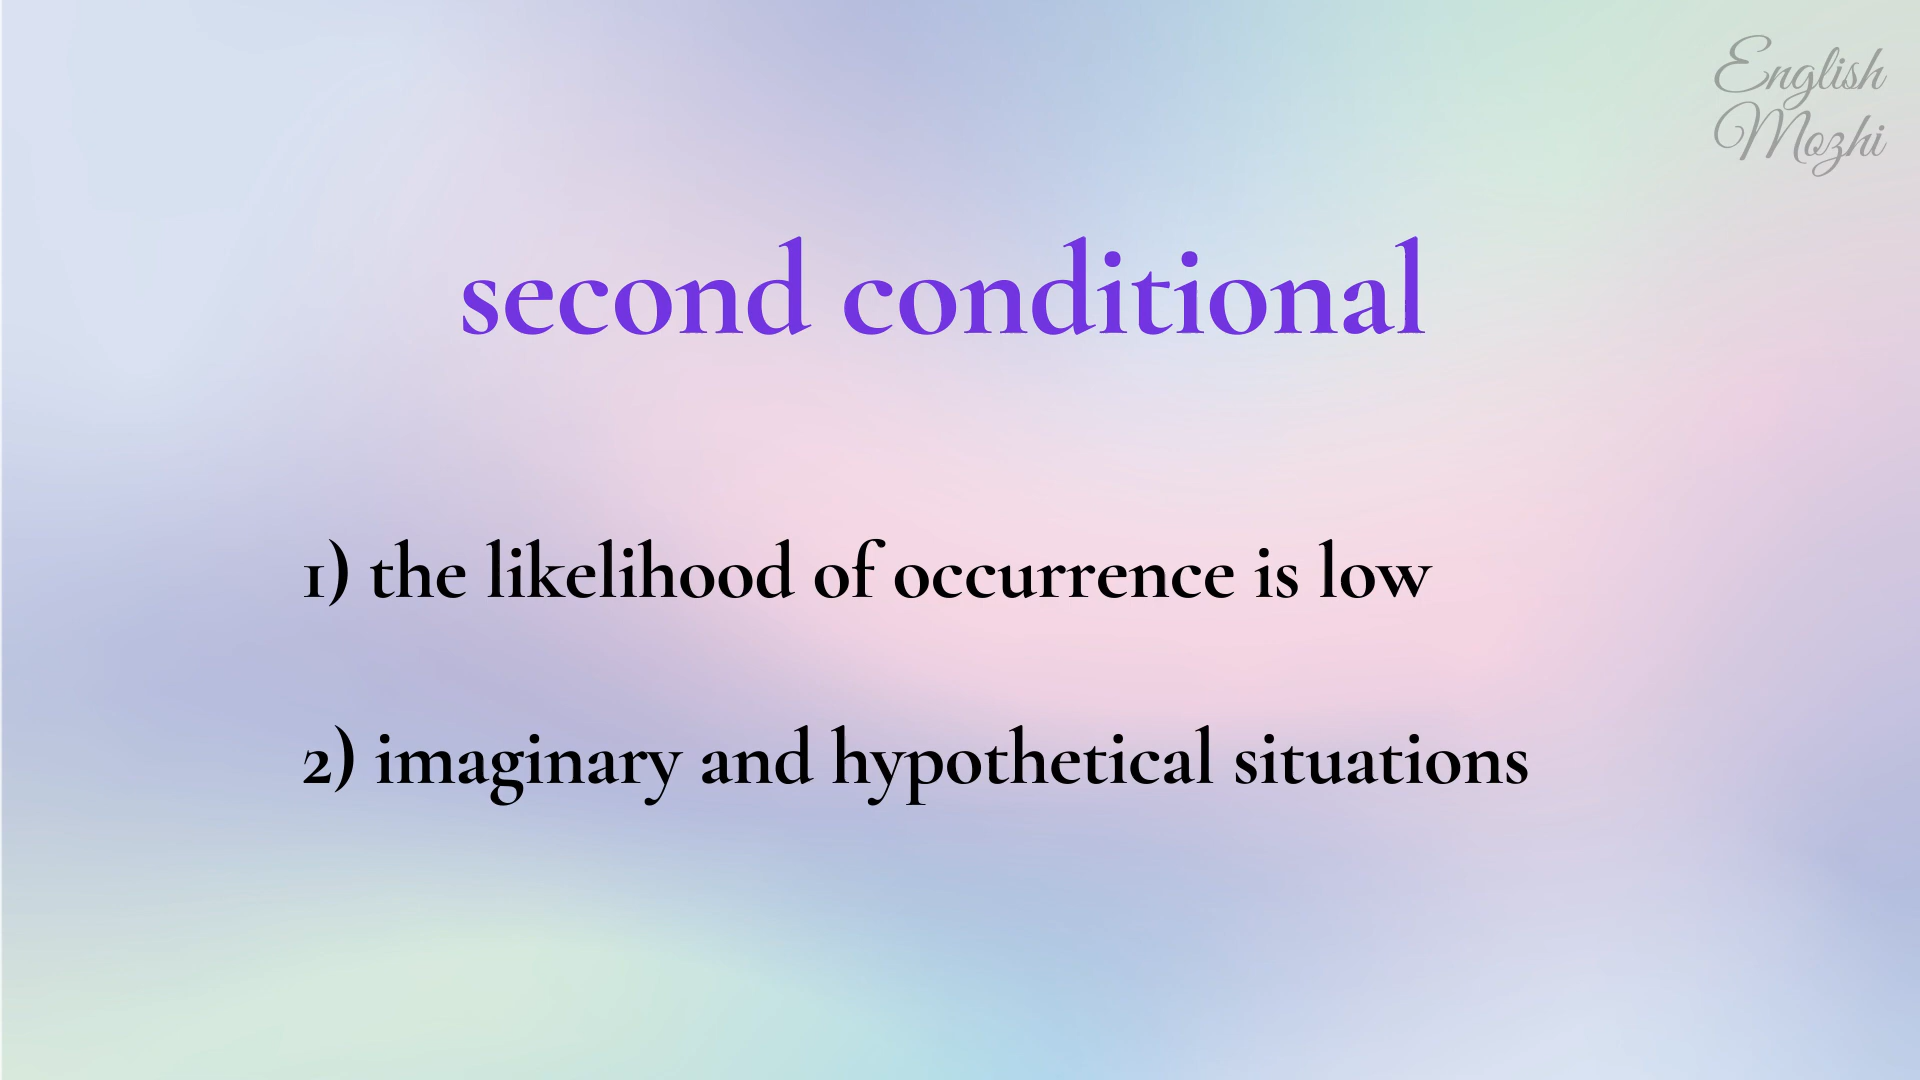 English
Mozhi
second conditional
1) the likelihood of occurrence is low
2) imaginary and hypothetical situations